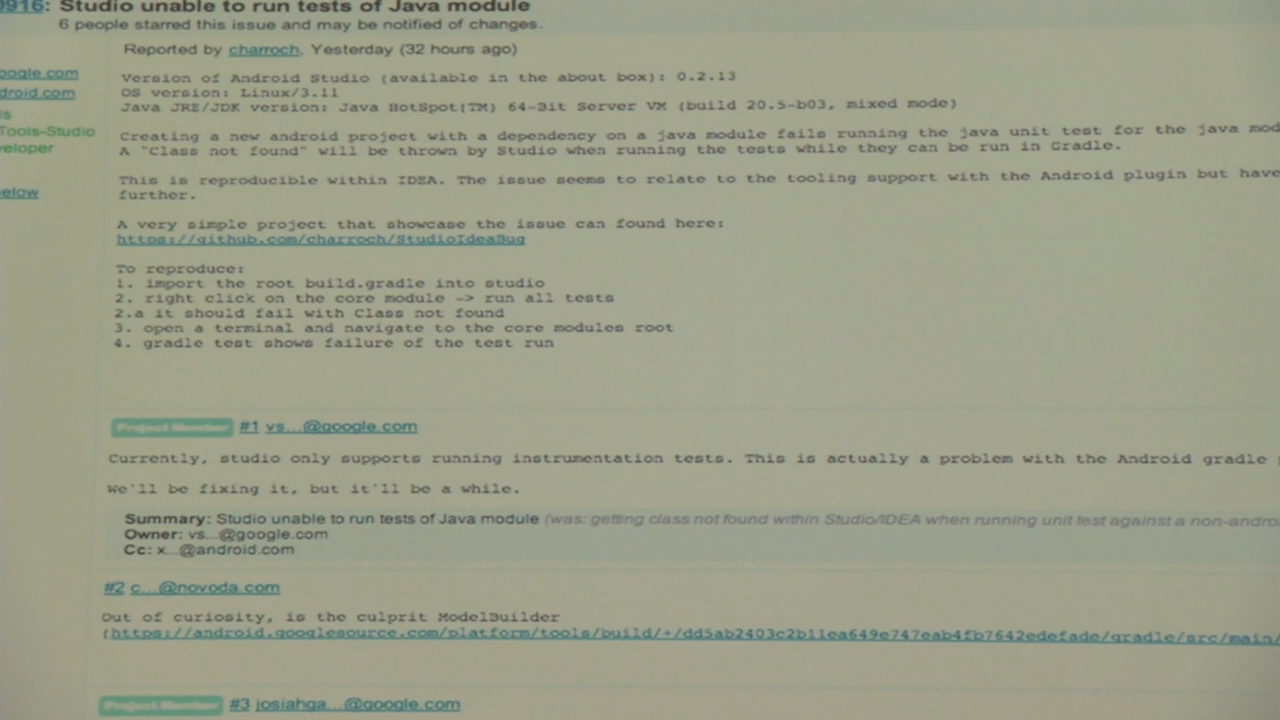 9916: Studio unable to run tests of Java module
6 people starred this issue and may be notified of changes.
Reported by charroch, Yesterday (32 hours ago)
oogle.com
droid.com
ls
Tools-Studio
veloper
elow
Version of Android Studio (available in the about box): 0.2.13
OS version: Linux/3.11
Java JRE/JDK version: Java HotSpot(TM) 64-Bit Server VM (build 20.5-b03, mixed mode)
Creating a new android project with a dependency on a java module fails running the java unit test for the java mod
A "Class not found" will be thrown by Studio when running the tests while they can be run in Gradle.
This is reproducible within IDEA. The issue seems to relate to the tooling support with the Android plugin but have
further.
A very simple project that showcase the issue can found here:
https://github.com/charroch/StudioIdeaBug
To reproduce:
1. import the root build.gradle into studio
2. right click on the core module -> run all tests
2.a it should fail with Class not found
3. open a terminal and navigate to the core modules root
4. gradle test shows failure of the test run
Project Member #1 vs...@google.com
Currently, studio only supports running instrumentation tests. This is actually a problem with the Android gradle
We'll be fixing it, but it'll be a while.
Summary: Studio unable to run tests of Java module (was: getting class not found within Studio/IDEA when running unit test against a non-andro
Owner: vs...@google.com
Cc: x...@android.com
#2 c...@novoda.com
Out of curiosity, is the culprit ModelBuilder
(https://android.googlesource.com/platform/tools/build/+/dd5ab2403c2b11ea649e747eab4fb7642edefade/gradle/src/main/
Project Member #3 josiahga...@google.com